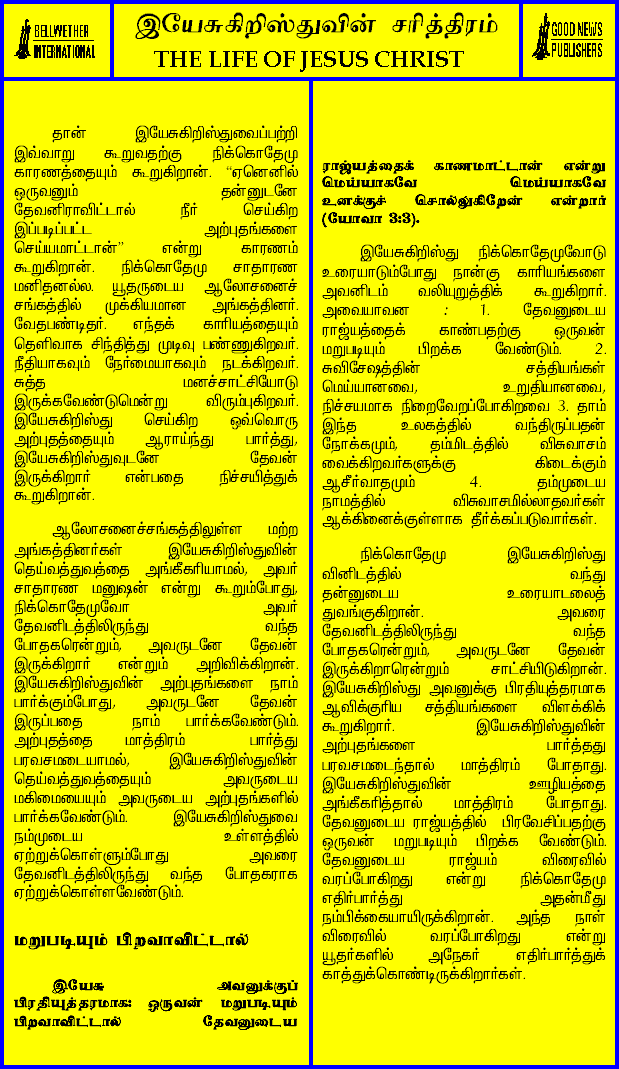 BELLWETHER
INTERNATIONAL
இயேசுகிறிஸ்துவின் சரித்திரம்
THE LIFE OF JESUS CHRIST
GOOD NEWS
PUBLISHERS
தான் இயேசுகிறிஸ்துவைப்பற்றி
இவ்வாறு கூறுவதற்கு நிக்கொதேமு
காரணத்தையும் கூறுகிறான். “ஏனெனில்
ஒருவனும் தன்னுடனே
தேவனிராவிட்டால் நீர் செய்கிற
இப்படிப்பட்ட அற்புதங்களை
செய்யமாட்டான்” என்று காரணம்
கூறுகிறான். நிக்கொதேமு சாதாரண
மனிதனல்ல. யூதருடைய ஆலோசனைச்
சங்கத்தில் முக்கியமான அங்கத்தினர்.
வேதபண்டிதர். எந்தக் காரியத்தையும்
தெளிவாக சிந்தித்து முடிவு பண்ணுகிறவர்.
நீதியாகவும் நேர்மையாகவும் நடக்கிறவர்.
சுத்த மனச்சாட்சியோடு
இருக்கவேண்டுமென்று விரும்புகிறவர்.
இயேசுகிறிஸ்து செய்கிற ஒவ்வொரு
அற்புதத்தையும் ஆராய்ந்து பார்த்து,
இயேசுகிறிஸ்துவுடனே தேவன்
இருக்கிறார் என்பதை நிச்சயித்துக்
கூறுகிறான்.
ஆலோசனைச்சங்கத்திலுள்ள மற்ற
அங்கத்தினர்கள் இயேசுகிறிஸ்துவின்
தெய்வத்துவத்தை அங்கீகரியாமல், அவர்
சாதாரண மனுஷன் என்று கூறும்போது,
நிக்கொதேமுவோ அவர்
தேவனிடத்திலிருந்து வந்த
போதகரென்றும், அவருடனே தேவன்
இருக்கிறார் என்றும் அறிவிக்கிறான்.
இயேசுகிறிஸ்துவின் அற்புதங்களை நாம்
பார்க்கும்போது, அவருடனே தேவன்
இருப்பதை நாம் பார்க்கவேண்டும்.
அற்புதத்தை மாத்திரம் பார்த்து
பரவசமடையாமல், இயேசுகிறிஸ்துவின்
தெய்வத்துவத்தையும் அவருடைய
மகிமையையும் அவருடைய அற்புதங்களில்
பார்க்கவேண்டும். இயேசுகிறிஸ்துவை
நம்முடைய உள்ளத்தில்
ஏற்றுக்கொள்ளும்போது அவரை
தேவனிடத்திலிருந்து வந்த போதகராக
ஏற்றுக்கொள்ளவேண்டும்.
மறுபடியும் பிறவாவிட்டால்
இயேசு அவனுக்குப்
பிரதியுத்தரமாக: ஒருவன் மறுபடியும்
பிறவாவிட்டால் தேவனுடைய
ராஜ்யத்தைக் காணமாட்டான் என்று
மெய்யாகவே மெய்யாகவே
உனக்குச் சொல்லுகிறேன் என்றார்
(யோவா 3:3).
இயேசுகிறிஸ்து நிக்கொதேமுவோடு
உரையாடும்போது நான்கு காரியங்களை
அவனிடம் வலியுறுத்திக் கூறுகிறார்.
அவையாவன : 1. தேவனுடைய
ராஜ்யத்தைக் காண்பதற்கு ஒருவன்
மறுபடியும் பிறக்க வேண்டும். 2.
சுவிசேஷத்தின் சத்தியங்கள்
மெய்யானவை, உறுதியானவை,
நிச்சயமாக நிறைவேறப்போகிறவை 3. தாம்
இந்த உலகத்தில் வந்திருப்பதன்
நோக்கமும், தம்மிடத்தில் விசுவாசம்
வைக்கிறவர்களுக்கு கிடைக்கும்
ஆசீர்வாதமும் 4. தம்முடைய
நாமத்தில் விசுவாசமில்லாதவர்கள்
ஆக்கினைக்குள்ளாக தீர்க்கப்படுவார்கள்.
நிக்கொதேமு இயேசுகிறிஸ்து
வினிடத்தில் வந்து
தன்னுடைய உரையாடலைத்
துவங்குகிறான். அவரை
தேவனிடத்திலிருந்து வந்த
போதகரென்றும், அவருடனே தேவன்
இருக்கிறாரென்றும் சாட்சியிடுகிறான்.
இயேசுகிறிஸ்து அவனுக்கு பிரதியுத்தரமாக
ஆவிக்குரிய சத்தியங்களை விளக்கிக்
கூறுகிறார். இயேசுகிறிஸ்துவின்
அற்புதங்களை பார்த்தது
பரவசமடைந்தால் மாத்திரம் போதாது.
இயேசுகிறிஸ்துவின் ஊழியத்தை
அங்கீகரித்தால் மாத்திரம் போதாது.
தேவனுடைய ராஜ்யத்தில் பிரவேசிப்பதற்கு
ஒருவன் மறுபடியும் பிறக்க வேண்டும்.
தேவனுடைய ராஜ்யம் விரைவில்
வரப்போகிறது என்று நிக்கொதேமு
எதிர்பார்த்து அதன்மீது
நம்பிக்கையாயிருக்கிறான். அந்த நாள்
விரைவில் வரப்போகிறது என்று
யூதர்களில் அநேகர் எதிர்பார்த்துக்
காத்துக்கொண்டிருக்கிறார்கள்.